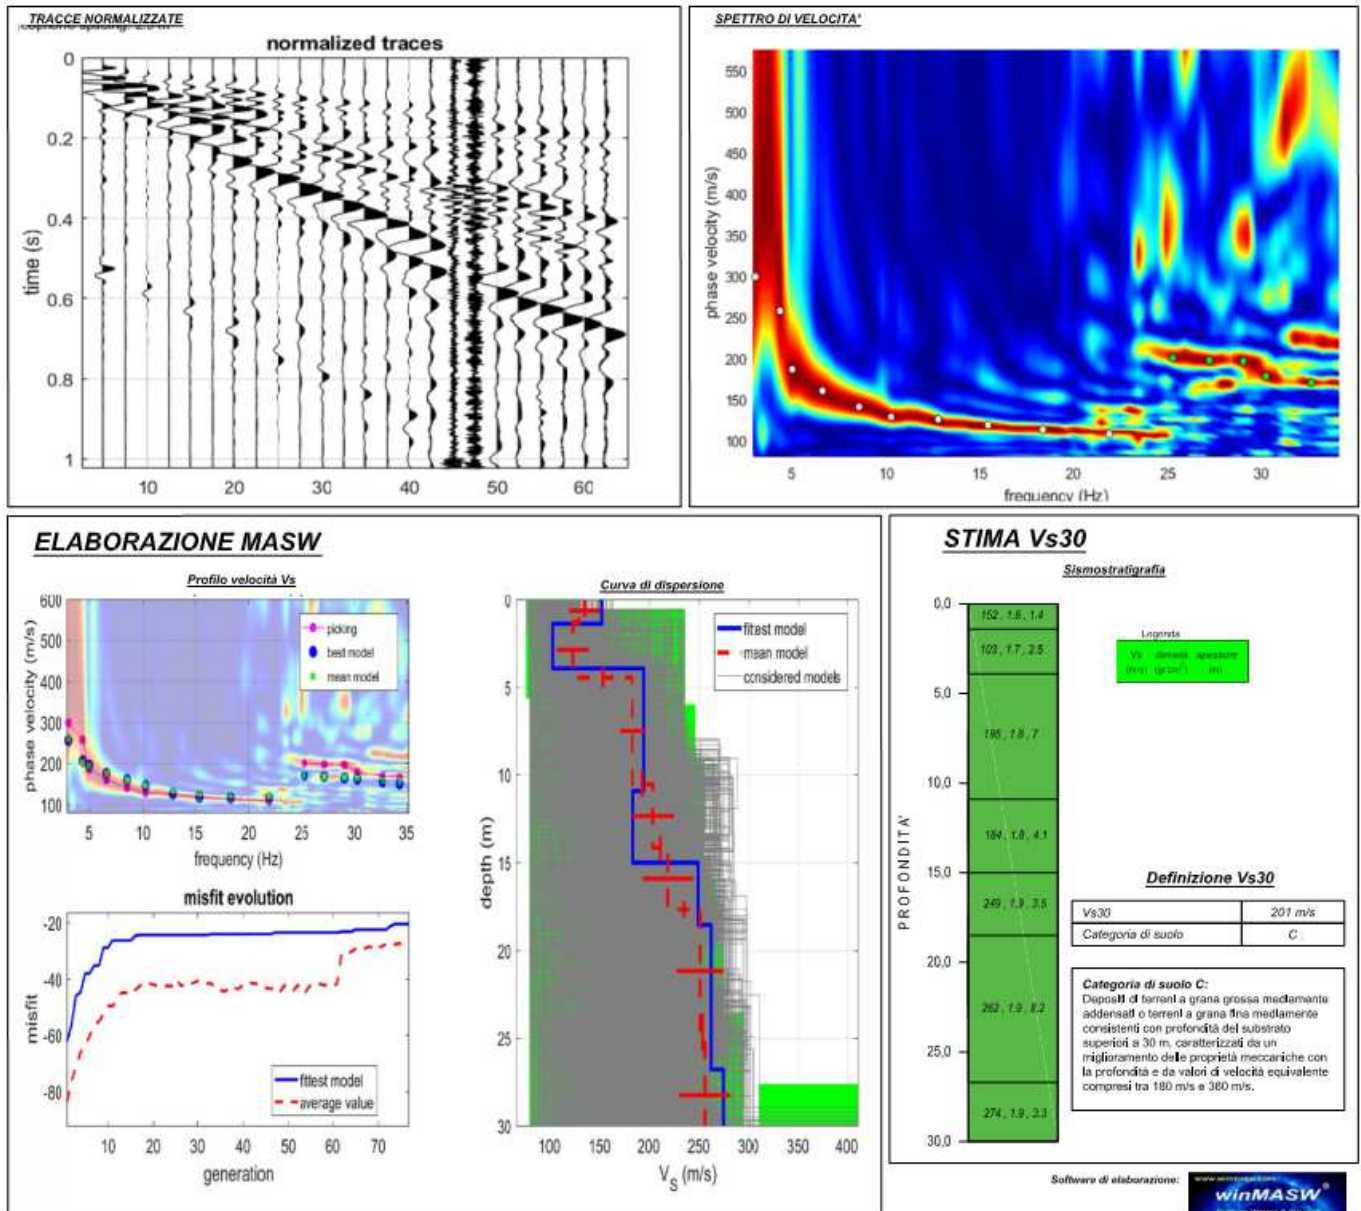 TRACCE NORMALIZZATE
normalized traces
0
0.2
0.4
0.6
0.8
1
time (s)
10 20 30 40 50 60
SPETTRO DI VELOCITA'
550
500
450
400
350
300
250
200
150
100
phase velocity (m/s)
5 10 15 20 25 30
frequency (Hz)
ELABORAZIONE MASW
Profilo velocità Vs
600
500
400
300
200
100
phase velocity (m/s)
picking
best model
mean model
5 10 15 20 25 30 35
frequency (Hz)
misfit evolution
-20
-40
-60
-80
misfit
fittest model
average value
10 20 30 40 50 60 70
generation
Curva di dispersione
0
5
10
15
20
25
30
depth (m)
fittest model
mean model
considered models
100 150 200 250 300 350 400
VS (m/s)
STIMA Vs30
Sismostratigrafia
PROFONDITA'
0,0
5,0
10,0
15,0
20,0
25,0
30,0
152 , 1.8 , 1.4
103 , 1.7 , 2.5
195 , 1.8 , 7
184 , 1.8 , 4.1
249 , 1.9 , 3.5
262 , 1.9 , 8.2
274 , 1.9 , 3.3
Legenda
Vs densità spessore
Definizione Vs30
Vs30 201 m/s
Categoria di suolo C
Categoria di suolo C:
Depositi di terreni a grana grossa mediamente
addensati o terreni a grana fina mediamente
consistenti con profondità del substrato
superiori a 30 m, caratterizzati da un
miglioramento delle proprietà meccaniche con
la profondità e da valori di velocità equivalente
compresi tra 180 m/s e 360 m/s.
Software di elaborazione:
winMASW®